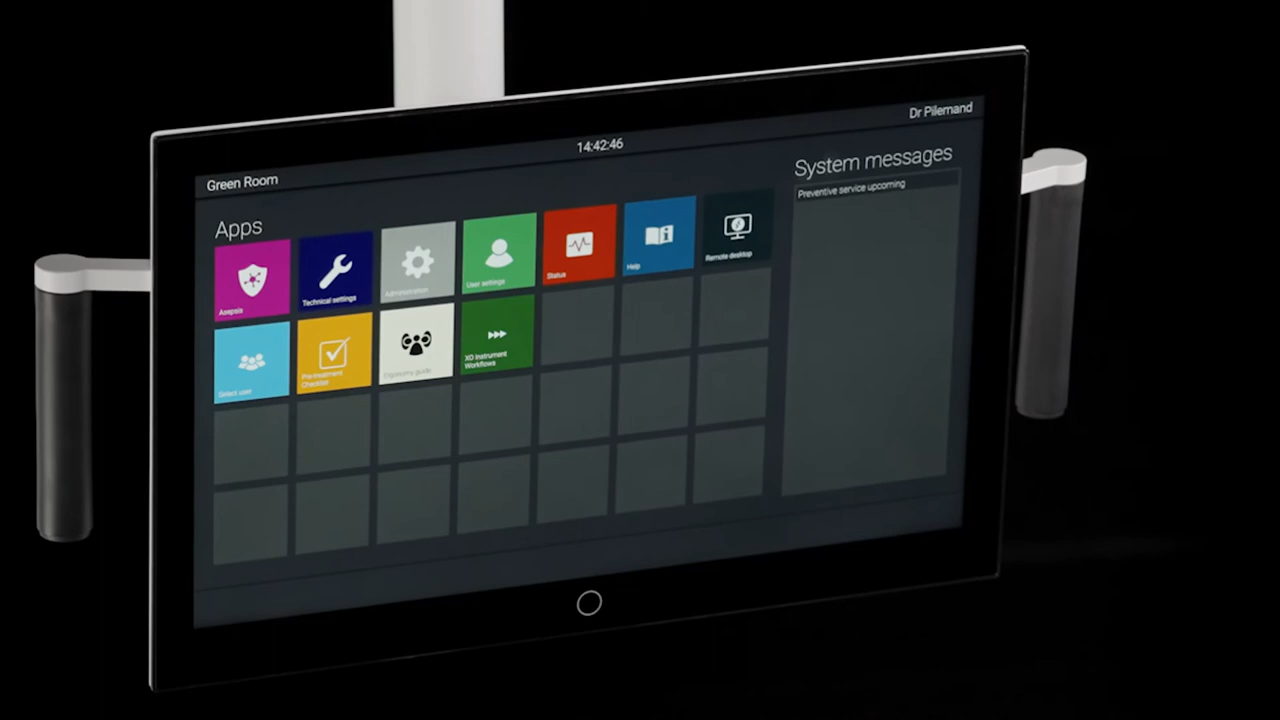 Green Room
14:42:46
Dr Pilemand
Apps
System messages
Preventive service upcoming
Asepsis
Technical settings
Administration
User settings
Status
Help
Remote desktop
Select user
Pre-treatment
Checklist
Ergonomy guide
XO Instrument
Workflows